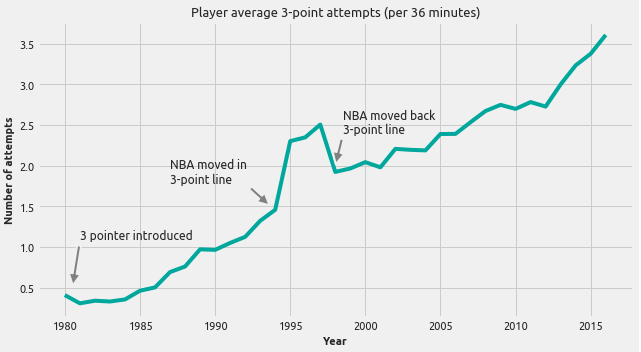 Player average 3-point attempts (per 36 minutes)
Number of attempts
3.5
3.0
2.5
2.0
1.5
1.0
0.5
NBA moved back
3-point line
NBA moved in
3-point line
3 pointer introduced
1980
1985
1990
1995
2000
2005
2010
2015
Year